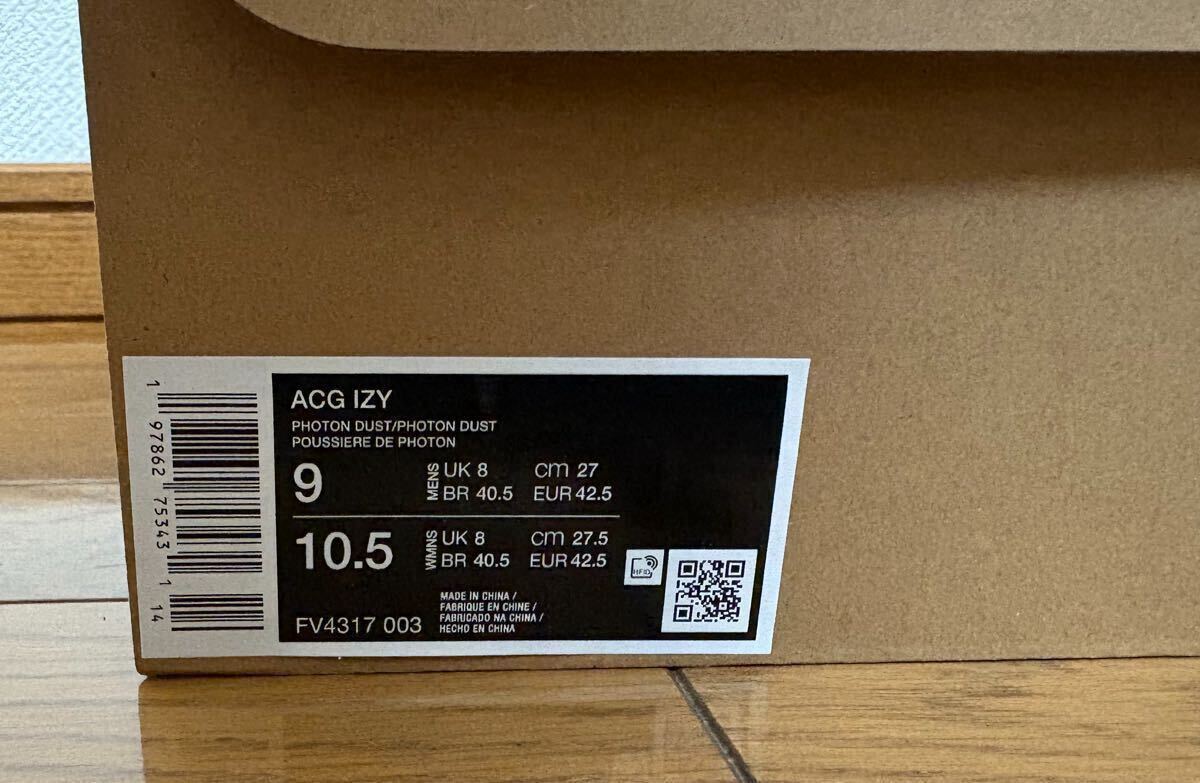 ACG IZY
PHOTON DUST/PHOTON DUST
POUSSIERE DE PHOTON
9
MENS
UK 8 cm 27
BR 40.5 EUR 42.5
10.5
WMNS
UK 8 cm 27.5
BR 40.5 EUR 42.5
FV4317 003
MADE IN CHINA /
FABRIQUE EN CHINE /
FABRICADO NA CHINA /
HECHO EN CHINA
RFID
1 97862 75343 1 14